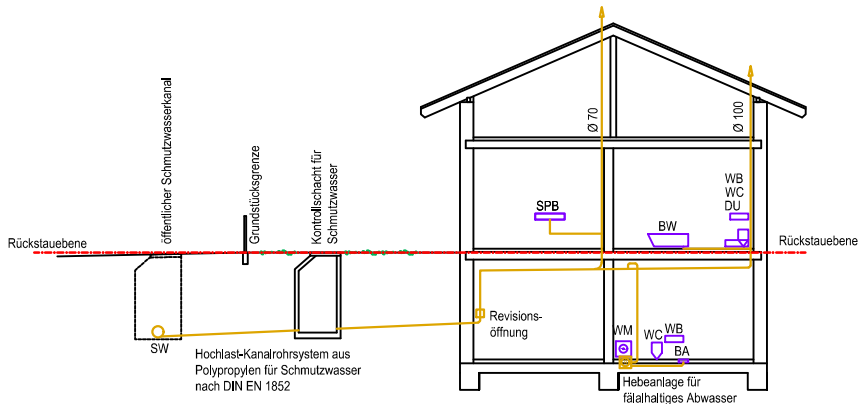 öffentlicher Schmutzwasserkanal
Grundstücksgrenze
Kontrollschacht für
Schmutzwasser
Ø 70
Ø 100
SPB
BW
WB
WC
DU
Rückstauebene
Rückstauebene
Revisions-
öffnung
SW
Hochlast-Kanalrohrsystem aus
Polypropylen für Schmutzwasser
nach DIN EN 1852
WM
WC
WB
BA
Hebeanlage für
fälalhaltiges Abwasser